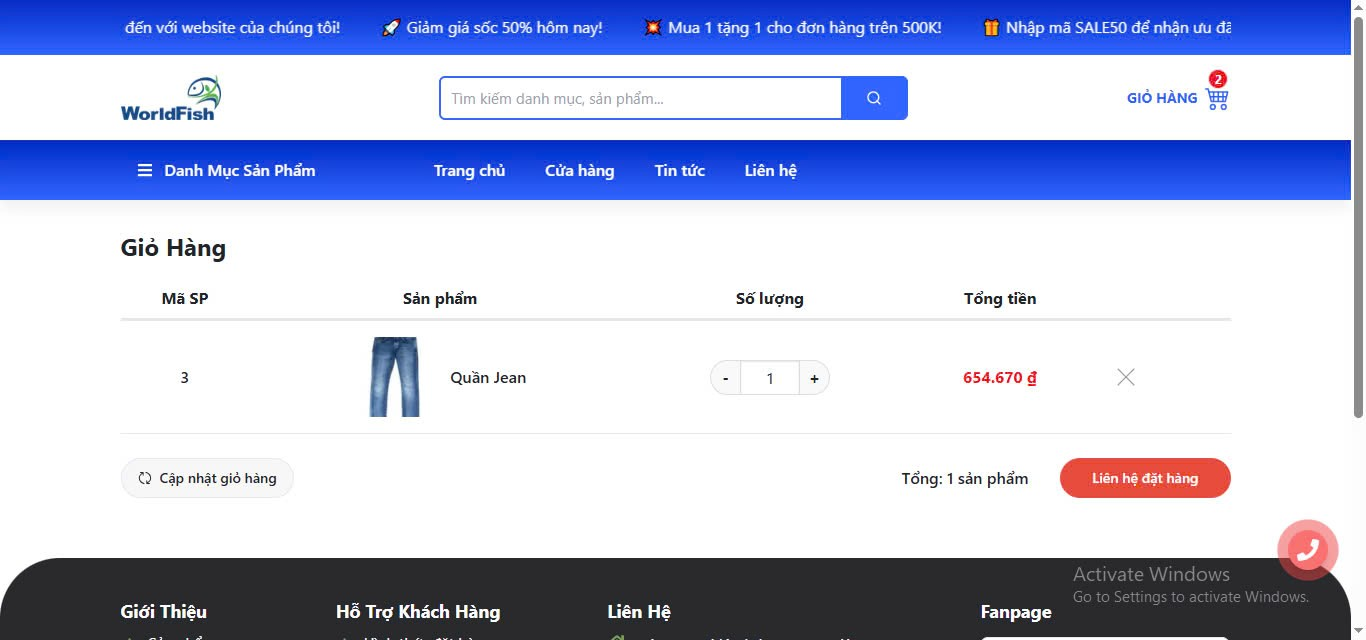 đến với website của chúng tôi! 🚀 Giảm giá sốc 50% hôm nay! 💥 Mua 1 tặng 1 cho đơn hàng trên 500K! 🎁 Nhập mã SALE50 để nhận ưu
WorldFish
Tìm kiếm danh mục, sản phẩm...
GIỎ HÀNG
2
Danh Mục Sản Phẩm Trang chủ Cửa hàng Tin tức Liên hệ
Giỏ Hàng
Mã SP Sản phẩm Số lượng Tổng tiền
3 Quần Jean - 1 + 654.670 ₫
Cập nhật giỏ hàng Tổng: 1 sản phẩm Liên hệ đặt hàng
Activate Windows
Go to Settings to activate Windows.
Giới Thiệu Hỗ Trợ Khách Hàng Liên Hệ Fanpage